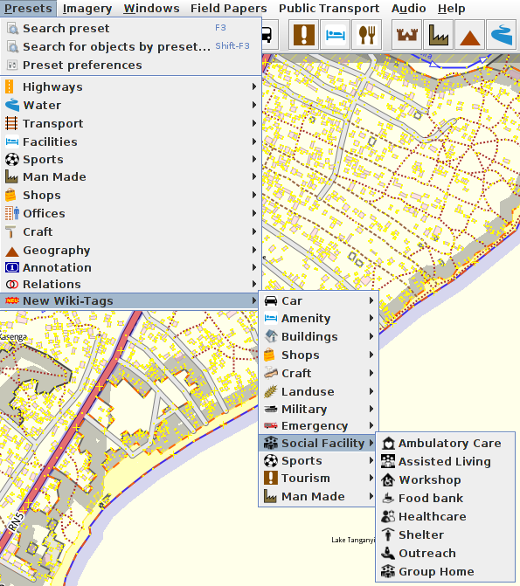 Presets Imagery Windows Field Papers Public Transport Audio Help
Search preset F3
Search for objects by preset... Shift-F3
Preset preferences
Highways
Water
Transport
Facilities
Sports
Man Made
Shops
Offices
Craft
Geography
Annotation
Relations
New Wiki-Tags
Car
Amenity
Buildings
Shops
Craft
Landuse
Military
Emergency
Social Facility
Sports
Tourism
Man Made
Ambulatory Care
Assisted Living
Workshop
Food bank
Healthcare
Shelter
Outreach
Group Home
Kasenga
RN5
Lake Tangany